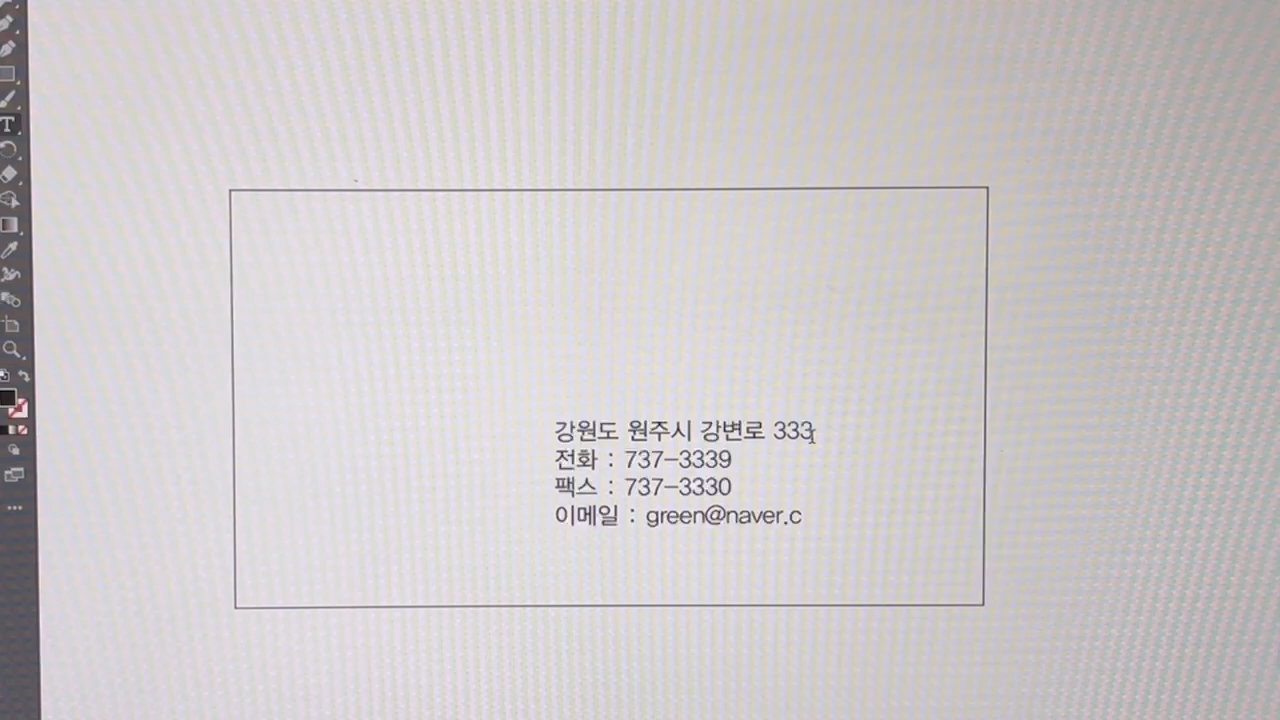 강원도 원주시 강변로 333
전화 : 737-3339
팩스 : 737-3330
이메일 : green@naver.c